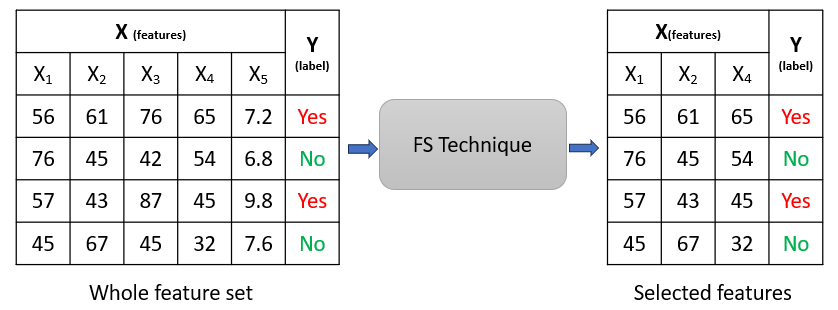 X (features) Y (label)
X₁ X₂ X₃ X₄ X₅
56 61 76 65 7.2 Yes
76 45 42 54 6.8 No
57 43 87 45 9.8 Yes
45 67 45 32 7.6 No
Whole feature set
FS Technique
X(features) Y (label)
X₁ X₂ X₄
56 61 65 Yes
76 45 54 No
57 43 45 Yes
45 67 32 No
Selected features